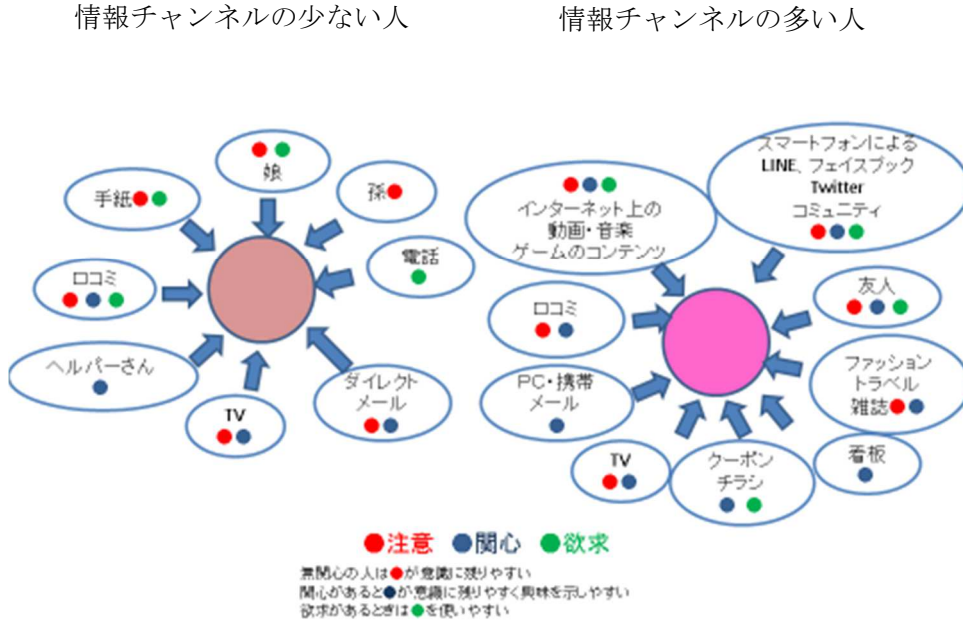 情報チャンネルの少ない人
情報チャンネルの多い人
娘
手紙
孫
電話
口コミ
ヘルパーさん
TV
ダイレクト
メール
スマートフォンによる
LINE、フェイスブック
Twitter
コミュニティ
インターネット上の
動画・音楽
ゲームのコンテンツ
口コミ
友人
PC・携帯
メール
ファッション
トラベル
雑誌
TV
クーポン
チラシ
看板
●注意 ●関心 ●欲求
無関心の人は●が意識に残りやすい
関心があると●が意識に残りやすく興味を示しやすい
欲求があるときは●を使いやすい